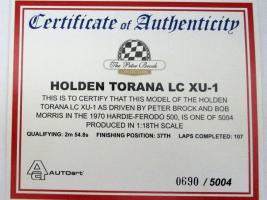 Certificate of Authenticity
The Peter Brock
COLLECTION
HOLDEN TORANA LC XU-1
THIS IS TO CERTIFY THAT THIS MODEL OF THE HOLDEN
TORANA LC XU-1 AS DRIVEN BY PETER BROCK AND BOB
MORRIS IN THE 1970 HARDIE-FERODO 500, IS ONE OF 5004
PRODUCED IN 1:18TH SCALE
QUALIFYING: 2m 54.8s FINISHING POSITION: 37TH LAPS COMPLETED: 107
AUTOart
0690 / 5004